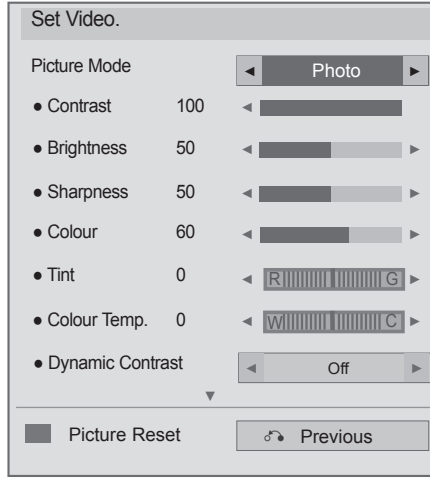 Set Video.
Picture Mode ◄ Photo ►
● Contrast 100 ◄
● Brightness 50 ◄ ►
● Sharpness 50 ◄ ►
● Colour 60 ◄ ►
● Tint 0 ◄ R G ►
● Colour Temp. 0 ◄ W C ►
● Dynamic Contrast ◄ Off ►
▼
Picture Reset Previous